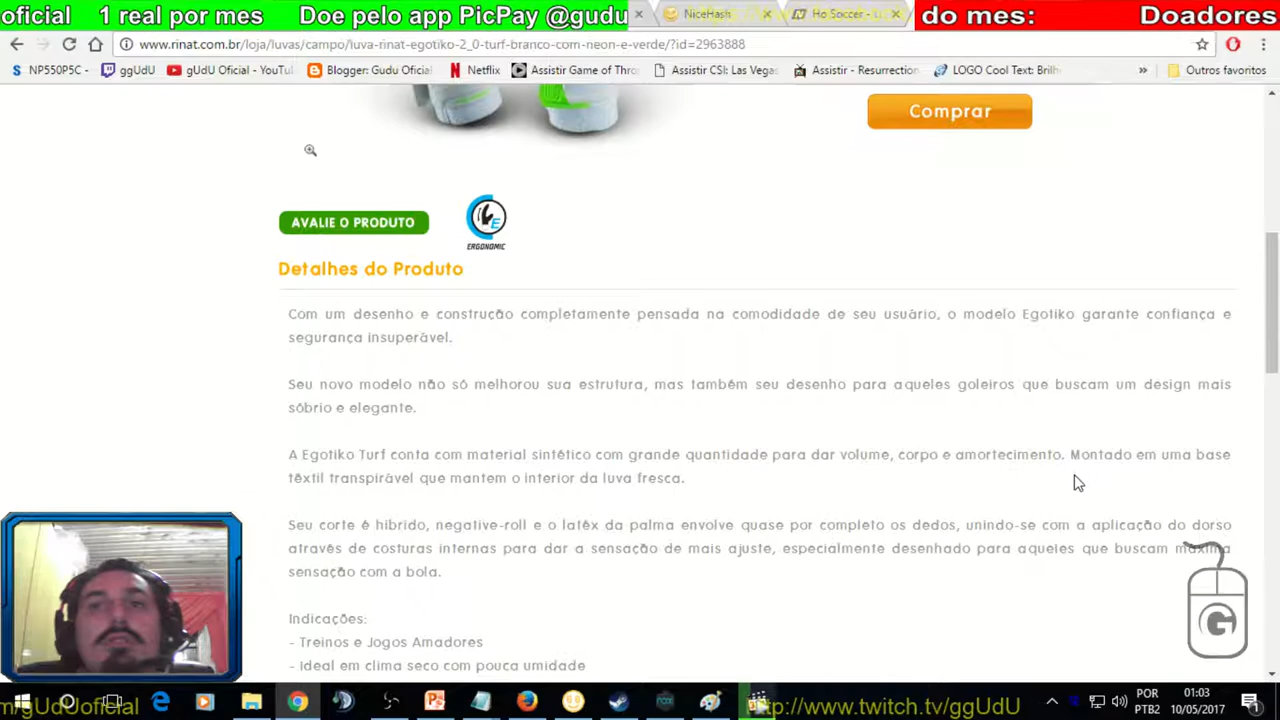 oficial 1 real por mes Doe pelo app PicPay @gudu
NiceHash
Ho Soccer - Lu
do mes: Doadores
www.rinat.com.br/loja/luvas/campo/luva-rinat-egotiko-2_0-turf-branco-com-neon-e-verde/?id=2963888
NP550P5C -
ggUdU
gUdU Oficial - YouTu
Blogger: Gudu Oficial
Netflix
Assistir Game of Thro
Assistir CSI: Las Vegas
Assistir - Resurrection
LOGO Cool Text: Brilh
»
Outros favoritos
Comprar
AVALIE O PRODUTO
E
ERGONOMIC
Detalhes do Produto
Com um desenho e construção completamente pensada na comodidade de seu usuário, o modelo Egotiko garante confiança e
segurança insuperável.
Seu novo modelo não só melhorou sua estrutura, mas também seu desenho para aqueles goleiros que buscam um design mais
sóbrio e elegante.
A Egotiko Turf conta com material sintético com grande quantidade para dar volume, corpo e amortecimento. Montado em uma base
têxtil transpirável que mantem o interior da luva fresca.
Seu corte é hibrido, negative-roll e o latéx da palma envolve quase por completo os dedos, unindo-se com a aplicação do dorso
através de costuras internas para dar a sensação de mais ajuste, especialmente desenhado para aqueles que buscam máxima
sensação com a bola.
Indicações:
- Treinos e Jogos Amadores
- Ideal em clima seco com pouca umidade
G
m/gUdUoficial
http://www.twitch.tv/ggUdU
POR
PTB2
01:03
10/05/2017
1